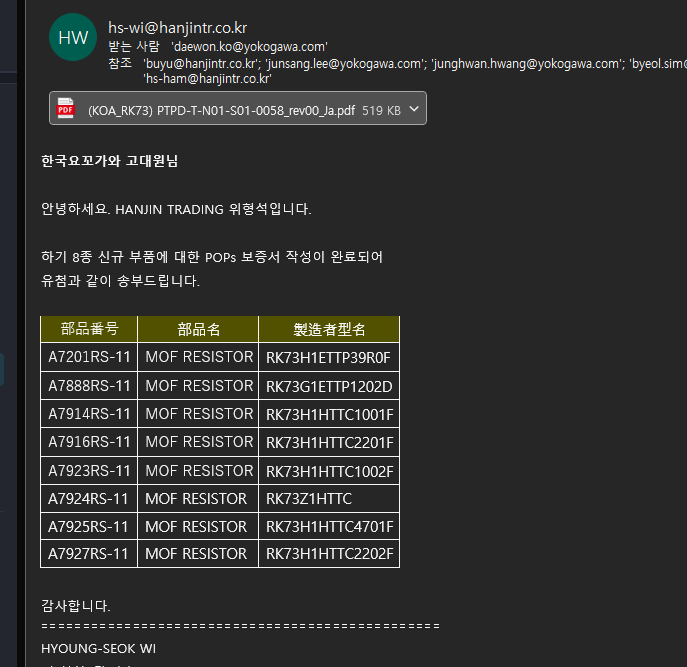 HW
hs-wi@hanjintr.co.kr
받는 사람 'daewon.ko@yokogawa.com'
참조 'buyu@hanjintr.co.kr'; 'junsang.lee@yokogawa.com'; 'junghwan.hwang@yokogawa.com'; 'byeol.sim@
'hs-ham@hanjintr.co.kr'
PDF (KOA_RK73) PTPD-T-N01-S01-0058_rev00_Ja.pdf 519 KB
한국요꼬가와 고대원님
안녕하세요. HANJIN TRADING 위형석입니다.
하기 8종 신규 부품에 대한 POPs 보증서 작성이 완료되어
유첨과 같이 송부드립니다.
部品番号 部品名 製造者型名
A7201RS-11 MOF RESISTOR RK73H1ETTP39R0F
A7888RS-11 MOF RESISTOR RK73G1ETTP1202D
A7914RS-11 MOF RESISTOR RK73H1HTTC1001F
A7916RS-11 MOF RESISTOR RK73H1HTTC2201F
A7923RS-11 MOF RESISTOR RK73H1HTTC1002F
A7924RS-11 MOF RESISTOR RK73Z1HTTC
A7925RS-11 MOF RESISTOR RK73H1HTTC4701F
A7927RS-11 MOF RESISTOR RK73H1HTTC2202F
감사합니다.
================================================
HYOUNG-SEOK WI